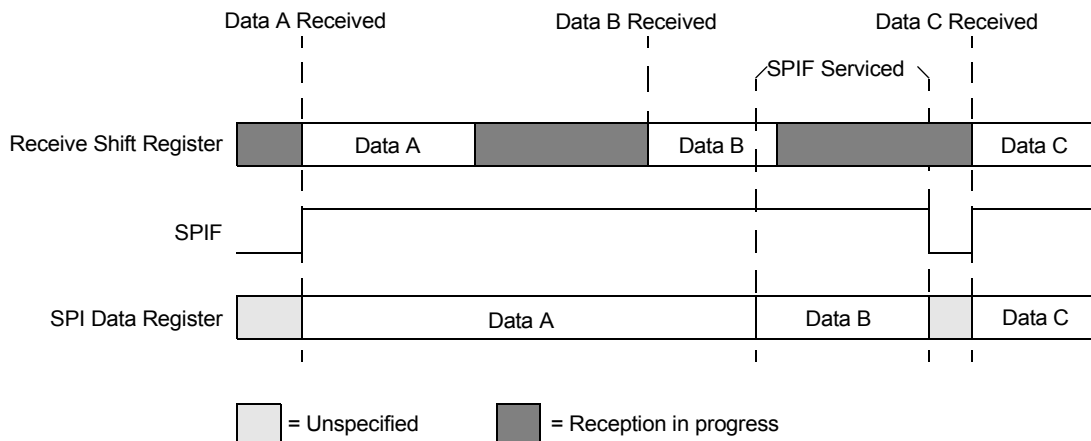 Data A Received
Data B Received
Data C Received
SPIF Serviced
Receive Shift Register
Data A
Data B
Data C
SPIF
SPI Data Register
Data A
Data B
Data C
= Unspecified
= Reception in progress